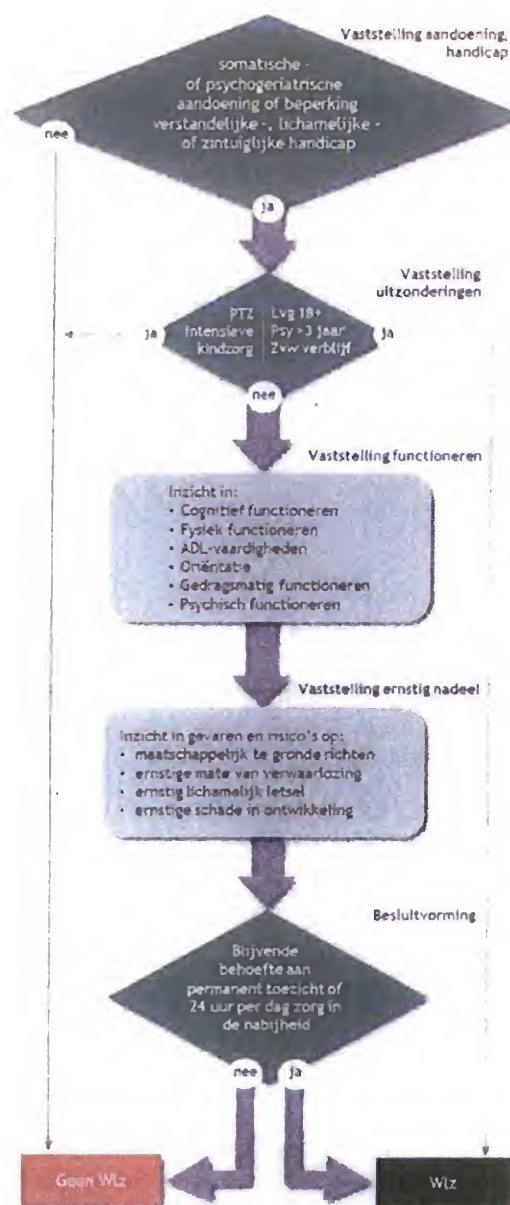 Vaststelling aandoening,
handicap
somatische -
of psychogeriatrische
aandoening of beperking
verstandelijke -, lichamelijke -
of zintuiglijke handicap
nee
ja
Vaststelling
uitzonderingen
PTZ
Intensieve
kindzorg
Lvg 18+
Psy >3 jaar
Zvw verblijf
ja
ja
nee
Vaststelling functioneren
Inzicht in:
• Cognitief functioneren
• Fysiek functioneren
• ADL-vaardigheden
• Oriëntatie
• Gedragsmatig functioneren
• Psychisch functioneren
Vaststelling ernstig nadeel
Inzicht in gevaren en risico's op:
• maatschappelijk te gronde richten
• ernstige mate van verwaarlozing
• ernstig lichamelijk letsel
• ernstige schade in ontwikkeling
Besluitvorming
Blijvende
behoefte aan
permanent toezicht of
24 uur per dag zorg in
de nabijheid
nee
ja
Geen Wlz
Wlz